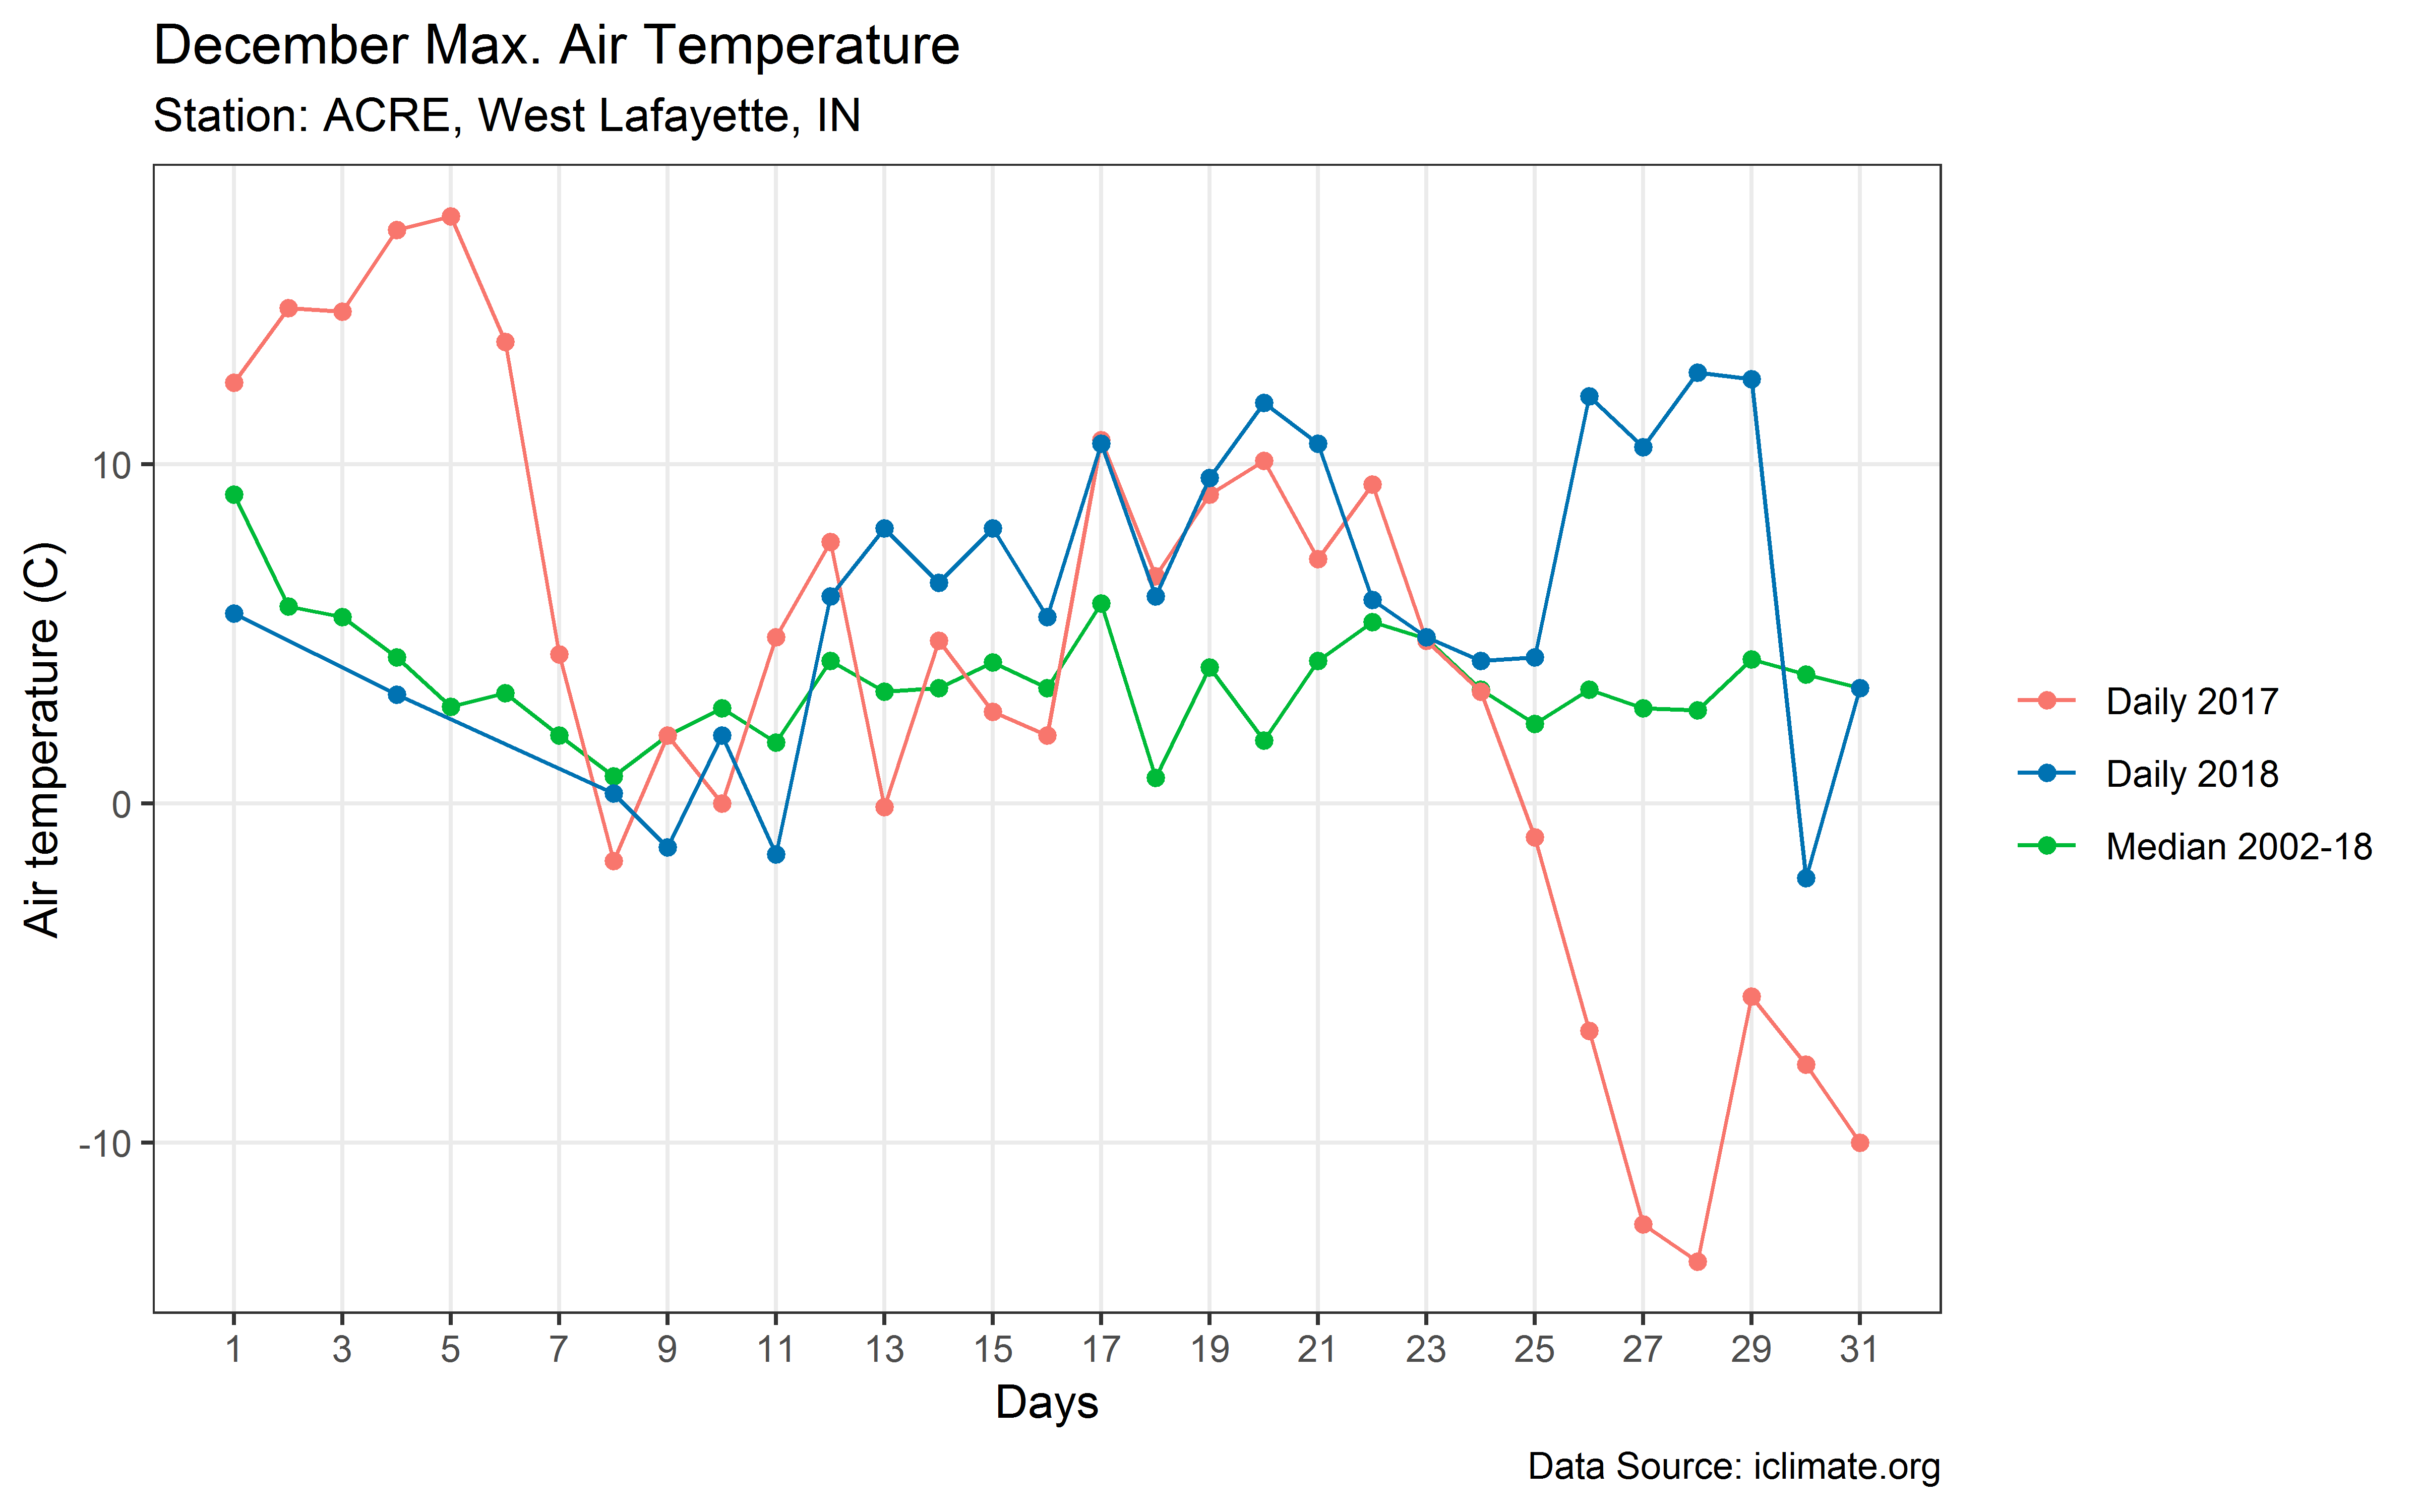 December Max. Air Temperature
Station: ACRE, West Lafayette, IN
Air temperature (C)
10
0
-10
1 3 5 7 9 11 13 15 17 19 21 23 25 27 29 31
Days
Daily 2017
Daily 2018
Median 2002-18
Data Source: iclimate.org